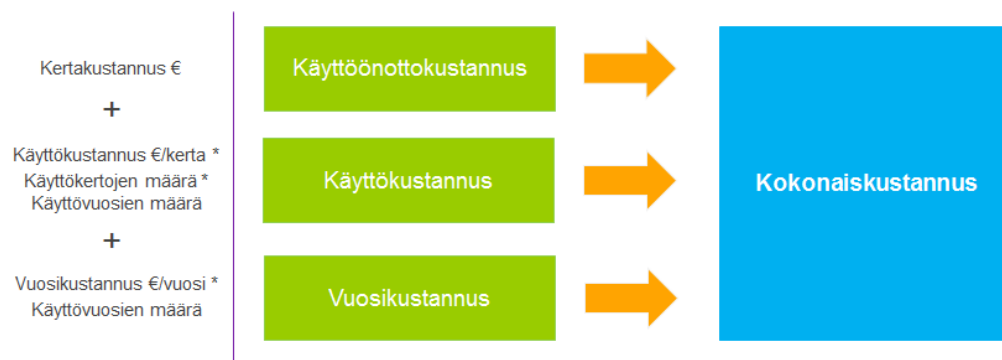 Kertakustannus €
+
Käyttökustannus €/kerta *
Käyttökertojen määrä *
Käyttövuosien määrä
+
Vuosikustannus €/vuosi *
Käyttövuosien määrä
Käyttöönottokustannus
Käyttökustannus
Vuosikustannus
Kokonaiskustannus